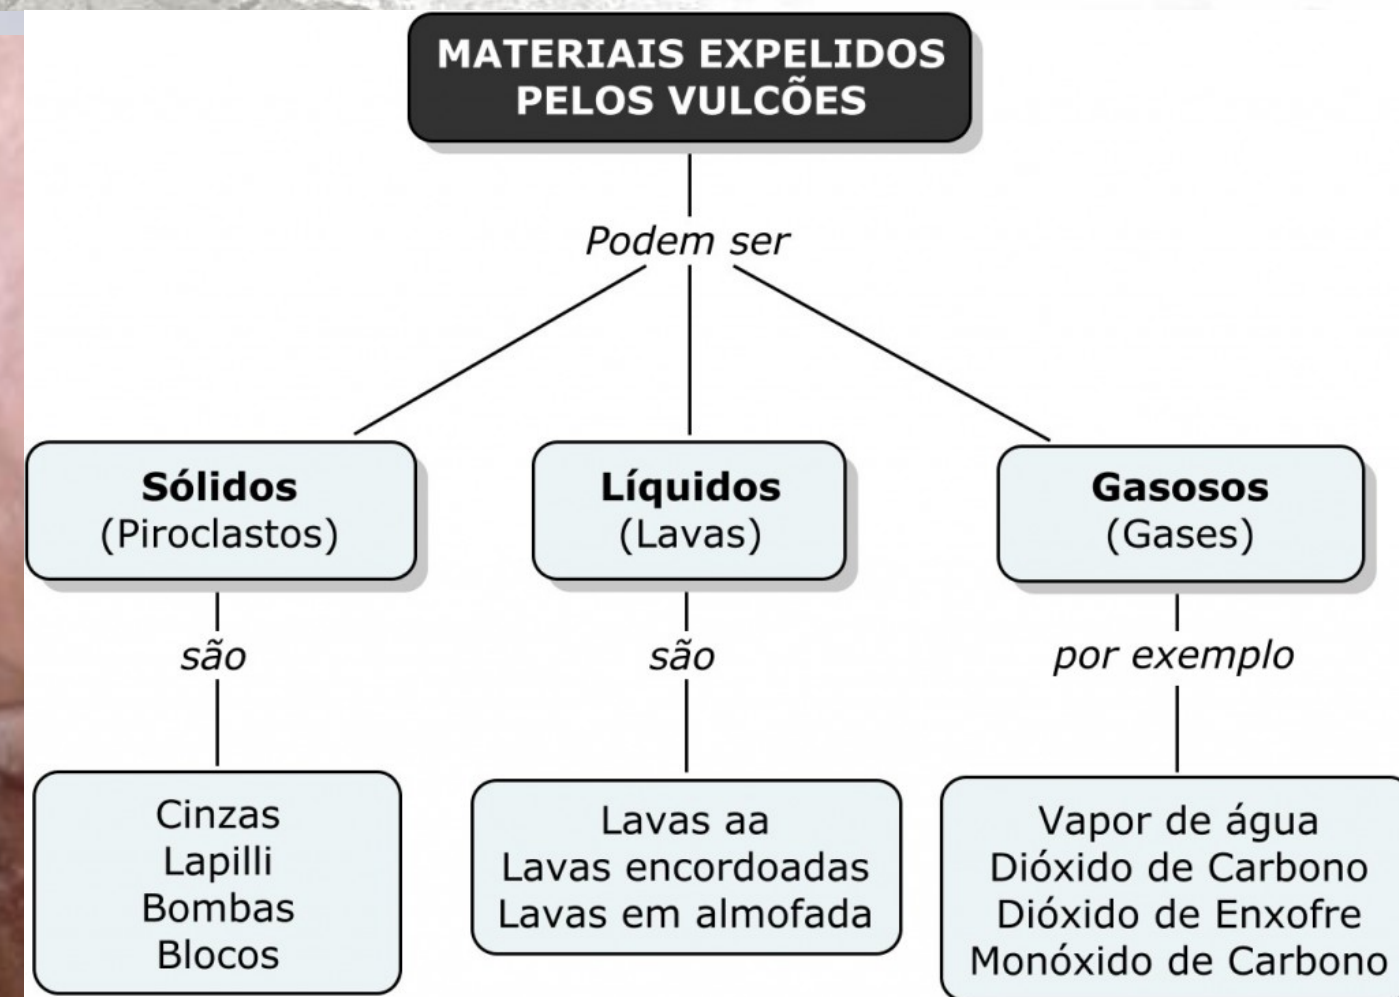 MATERIAIS EXPELIDOS
PELOS VULCÕES
Podem ser
Sólidos
(Piroclastos)
Líquidos
(Lavas)
Gasosos
(Gases)
são
são
por exemplo
Cinzas
Lapilli
Bombas
Blocos
Lavas aa
Lavas encordoadas
Lavas em almofada
Vapor de água
Dióxido de Carbono
Dióxido de Enxofre
Monóxido de Carbono